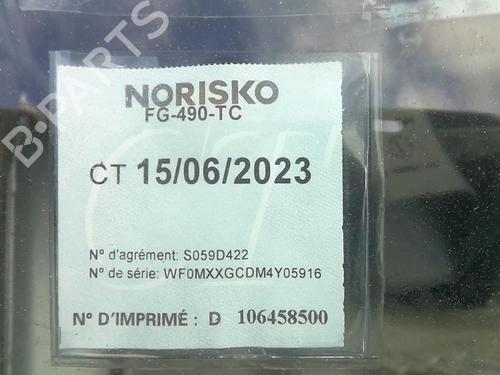 B-PARTS
NORISKO
FG-490-TC
CT 15/06/2023
N° d'agrément: S059D422
N° de série: WF0MXXGCDM4Y05916
N° D'IMPRIMÉ : D 106458500